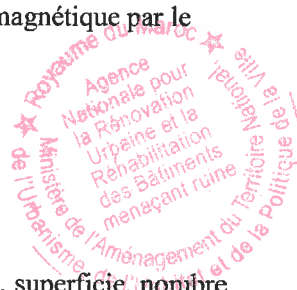 magnétique par le
★ Royaume du Maroc ★
Ministère de l'Aménagement du Territoire National
de l'Urbanisme, de l'Habitat et de la Politique de la Ville
Agence
Nationale pour
la Rénovation
Urbaine et la
Réhabilitation
des Bâtiments
menaçant ruine
superficie, nombre